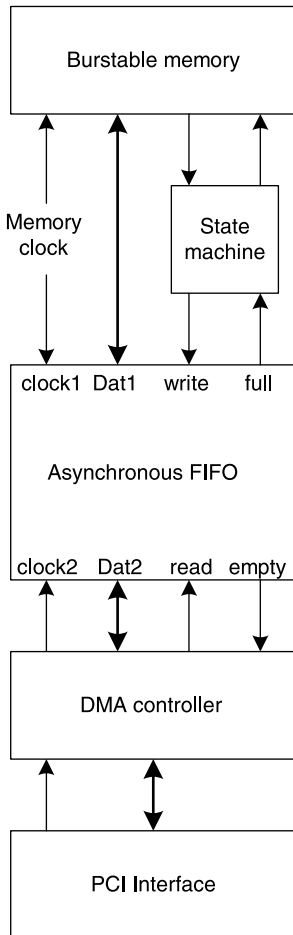 Burstable memory
Memory
clock
State
machine
clock1 Dat1 write full
Asynchronous FIFO
clock2 Dat2 read empty
DMA controller
PCI Interface